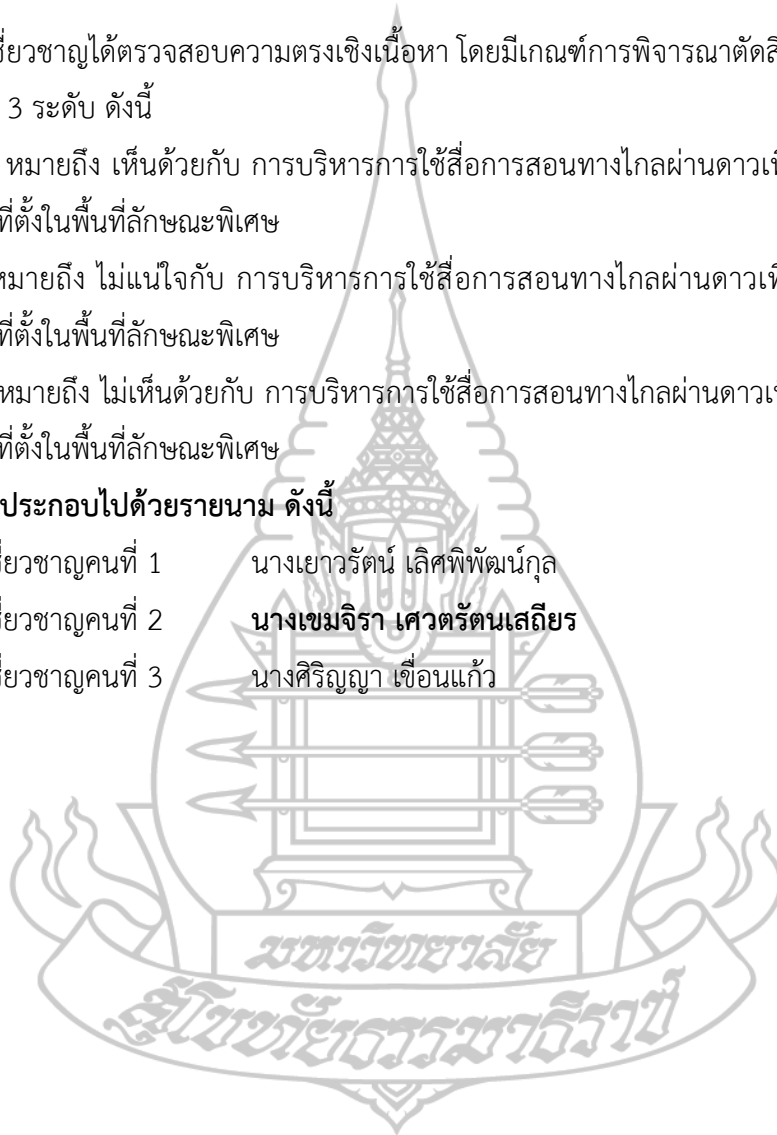 ชี่ยวชาญได้ตรวจสอบความตรงเชิงเนื้อหา โดยมีเกณฑ์การพิจารณาตัดสิ
3 ระดับ ดังนี้
หมายถึง เห็นด้วยกับ การบริหารการใช้สื่อการสอนทางไกลผ่านดาวเที
ที่ตั้งในพื้นที่ลักษณะพิเศษ
หมายถึง ไม่แน่ใจกับ การบริหารการใช้สื่อการสอนทางไกลผ่านดาวเที
ที่ตั้งในพื้นที่ลักษณะพิเศษ
หมายถึง ไม่เห็นด้วยกับ การบริหารการใช้สื่อการสอนทางไกลผ่านดาวเ
ที่ตั้งในพื้นที่ลักษณะพิเศษ
ประกอบไปด้วยรายนาม ดังนี้
ชี่ยวชาญคนที่ 1 นางเยาวรัตน์ เลิศพิพัฒน์กุล
ชี่ยวชาญคนที่ 2 นางเขมจิรา เศวตรัตนเสถียร
ชี่ยวชาญคนที่ 3 นางศิริญญา เขื่อนแก้ว
มหาวิทยาลัย
สุโขทัยธรรมาธิราช